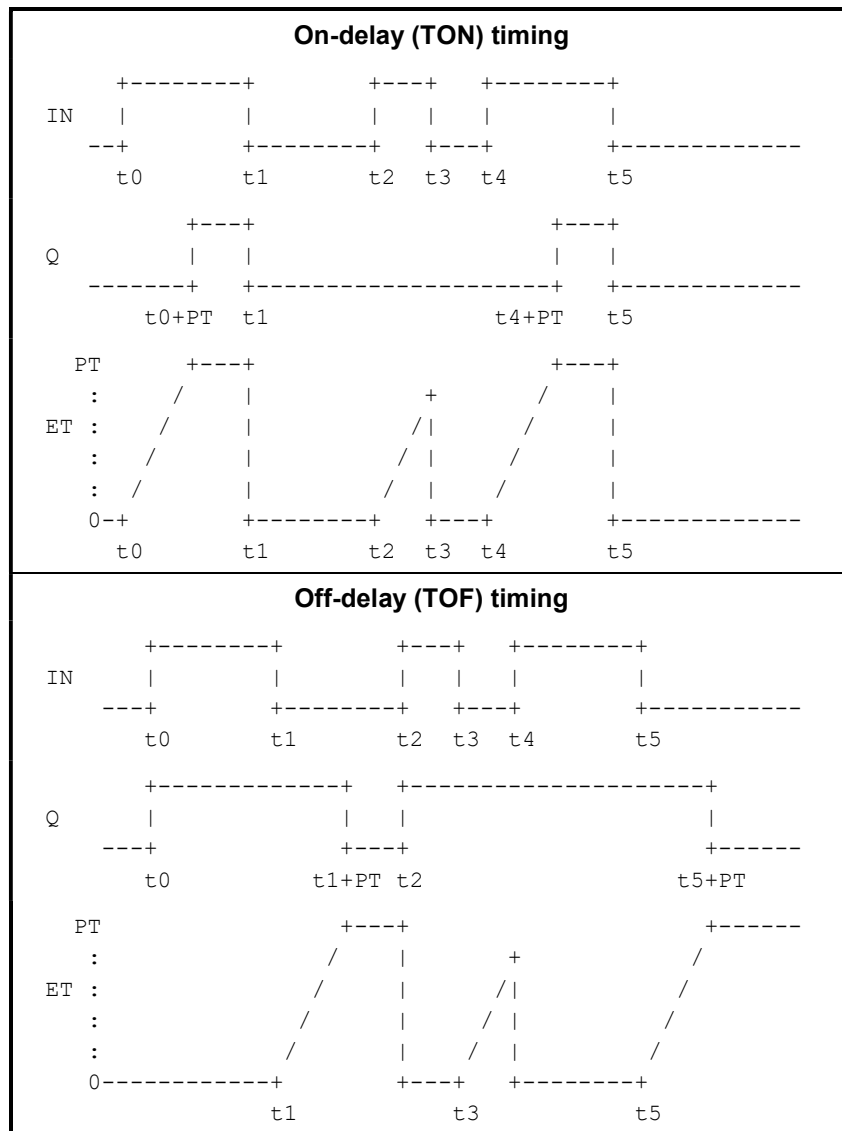 On-delay (TON) timing
     +--------+        +---+   +--------+
IN   |        |        |   |   |        |
   --+        +--------+   +---+        +-------------
     t0       t1       t2  t3  t4       t5
          +---+                     +---+
Q         |   |                     |   |
   -------+   +---------------------+   +-------------
       t0+PT  t1                t4+PT   t5
  PT      +---+                     +---+
   :     /    |            +       /    |
ET :    /     |           /|      /     |
   :   /      |          / |     /      |
   :  /       |         /  |    /       |
   0-+        +--------+   +---+        +-------------
     t0       t1       t2  t3  t4       t5
Off-delay (TOF) timing
      +--------+        +---+   +--------+
IN    |        |        |   |   |        |
   ---+        +--------+   +---+        +-----------
      t0       t1       t2  t3  t4       t5
      +-------------+   +---------------------+
Q     |             |   |                     |
   ---+             +---+                     +------
      t0          t1+PT t2                  t5+PT
  PT                +---+                     +------
   :               /    |       +            /
ET :              /     |      /|           /
   :             /      |     / |          /
   :            /       |    /  |         /
   0------------+       +---+   +--------+
                t1          t3           t5